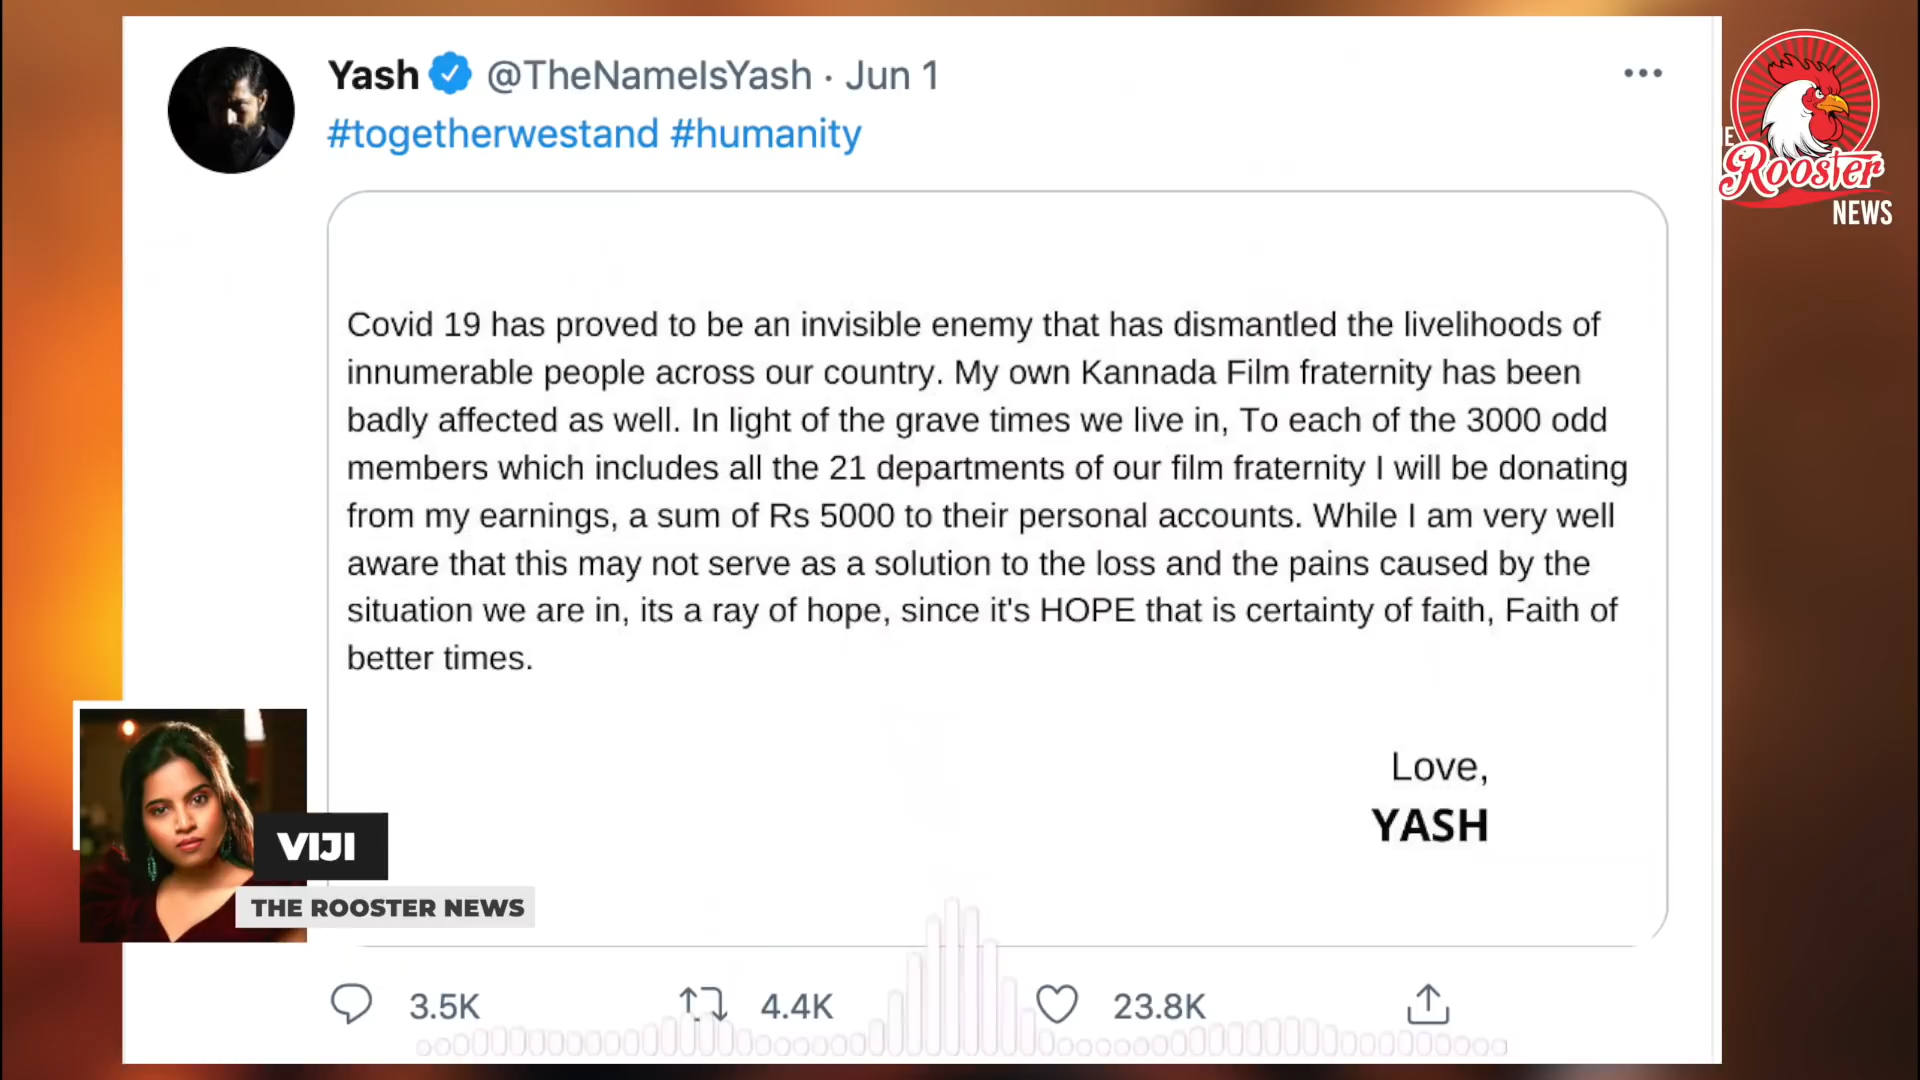 Yash @TheNameIsYash · Jun 1
#togetherwestand #humanity
Rooster
NEWS
Covid 19 has proved to be an invisible enemy that has dismantled the livelihoods of
innumerable people across our country. My own Kannada Film fraternity has been
badly affected as well. In light of the grave times we live in, To each of the 3000 odd
members which includes all the 21 departments of our film fraternity I will be donating
from my earnings, a sum of Rs 5000 to their personal accounts. While I am very well
aware that this may not serve as a solution to the loss and the pains caused by the
situation we are in, its a ray of hope, since it's HOPE that is certainty of faith, Faith of
better times.
Love,
YASH
VIJI
THE ROOSTER NEWS
3.5K 4.4K 23.8K